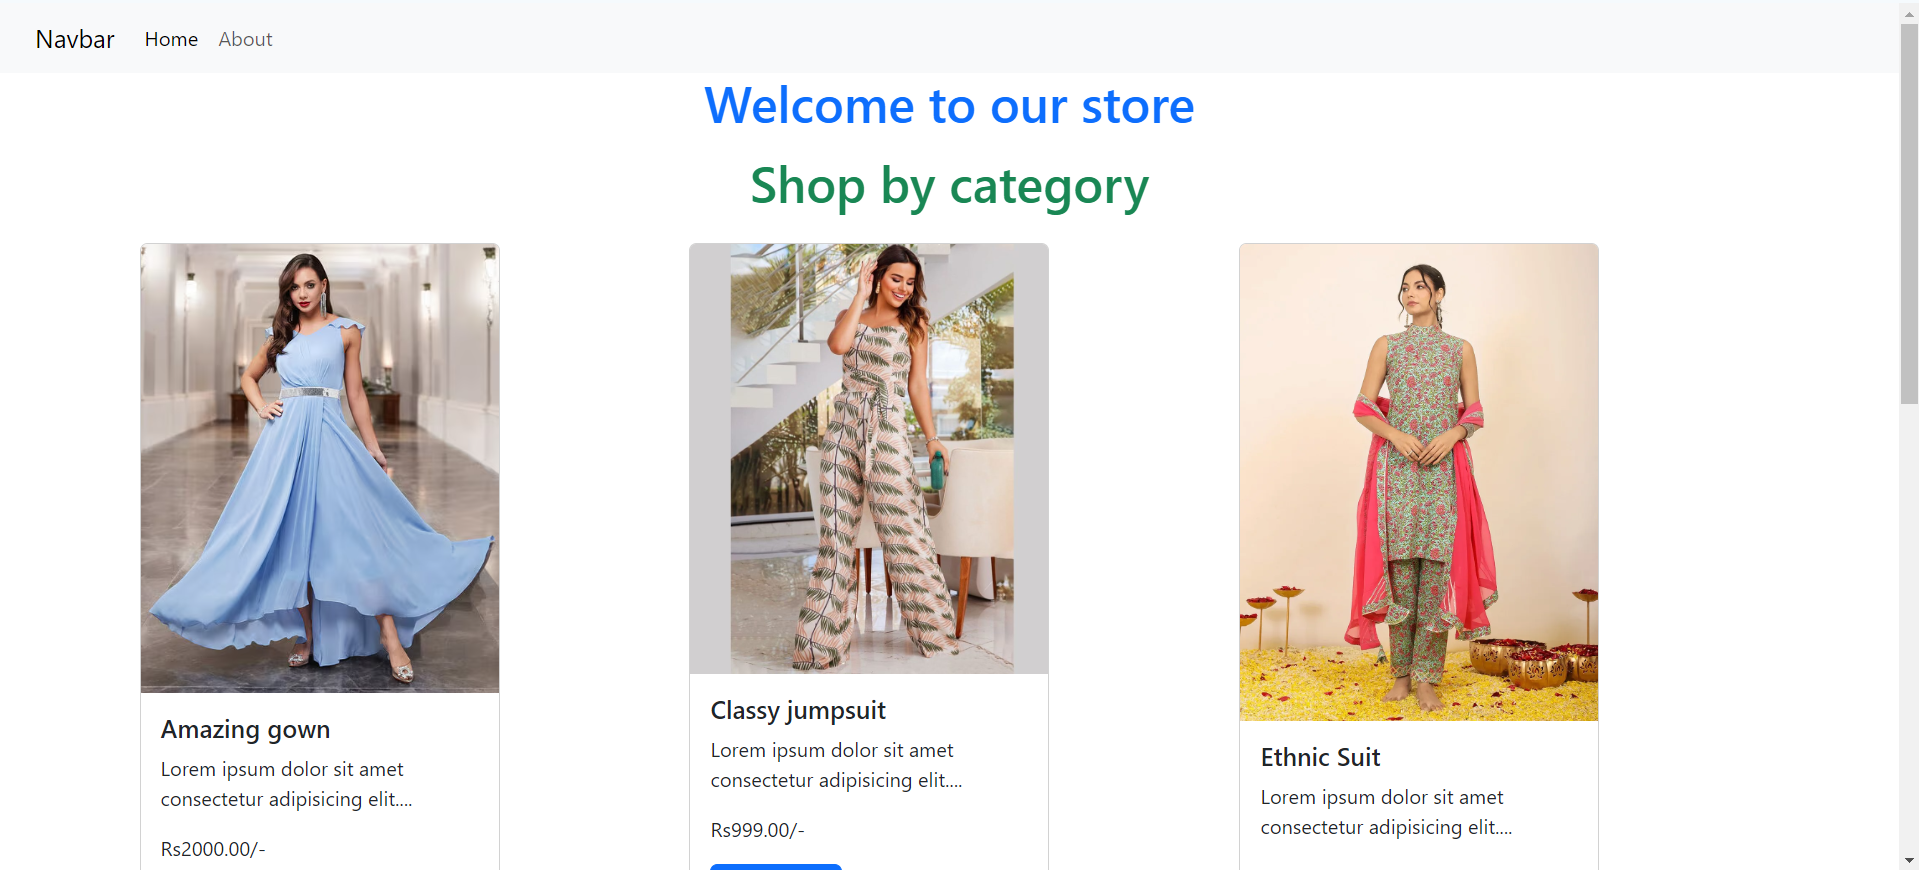 Navbar Home About
Welcome to our store
Shop by category
Amazing gown
Lorem ipsum dolor sit amet
consectetur adipisicing elit....
Rs2000.00/-
Classy jumpsuit
Lorem ipsum dolor sit amet
consectetur adipisicing elit....
Rs999.00/-
Ethnic Suit
Lorem ipsum dolor sit amet
consectetur adipisicing elit....